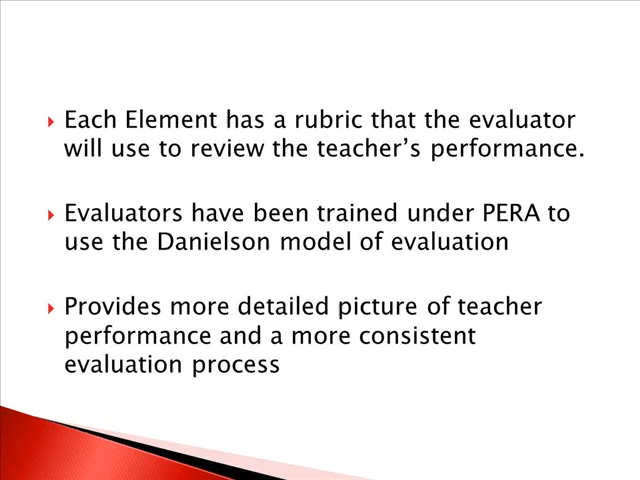 Each Element has a rubric that the evaluator
will use to review the teacher’s performance.
Evaluators have been trained under PERA to
use the Danielson model of evaluation
Provides more detailed picture of teacher
performance and a more consistent
evaluation process